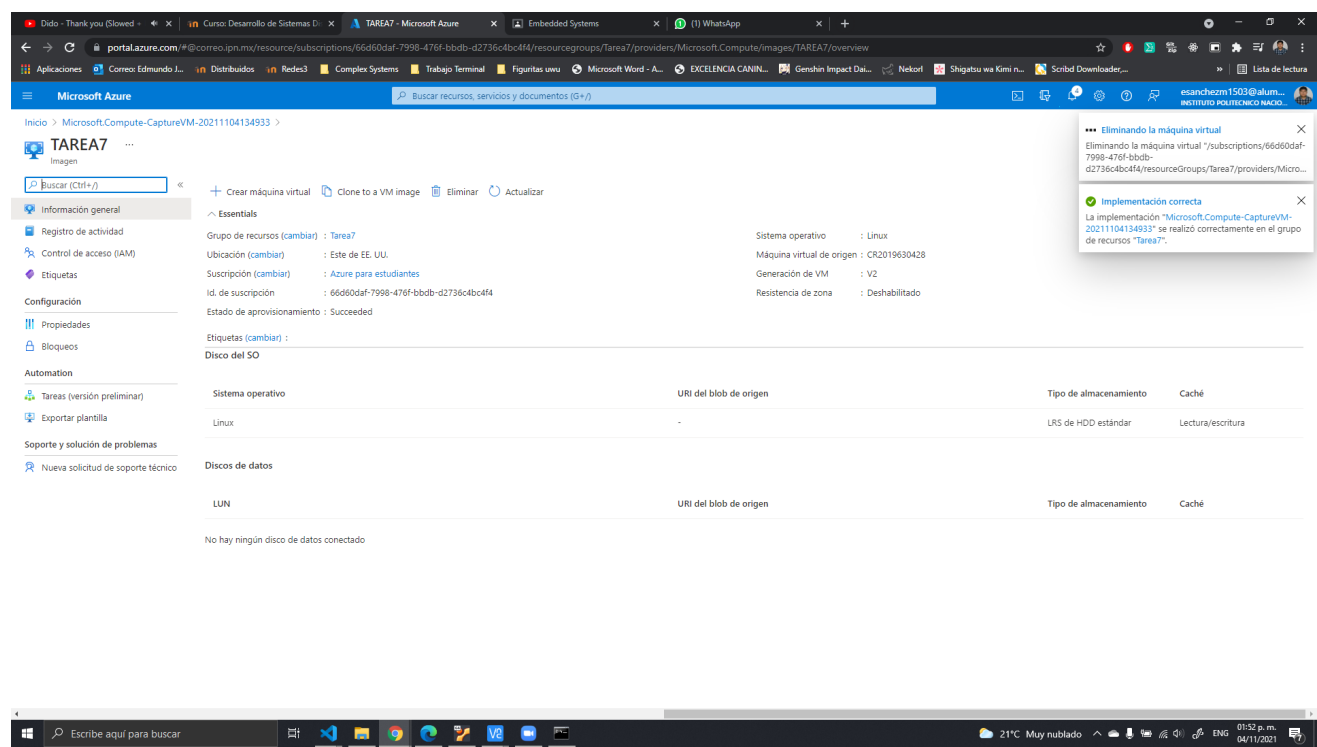 Dido - Thank you (Slowed +
Curso: Desarrollo de Sistemas Di
TAREA7 - Microsoft Azure
Embedded Systems
(1) WhatsApp
portal.azure.com/#@correo.ipn.mx/resource/subscriptions/66d60daf-7998-476f-bbdb-d2736c4bc4f4/resourcegroups/Tarea7/providers/Microsoft.Compute/images/TAREA7/overview
Aplicaciones
Correo: Edmundo J...
Distribuidos
Redes3
Complex Systems
Trabajo Terminal
Figuritas uwu
Microsoft Word - A...
EXCELENCIA CANIN...
Genshin Impact Dai...
Nekorl
Shigatsu wa Kimi n...
Scribd Downloader,...
»
Lista de lectura
Microsoft Azure
Buscar recursos, servicios y documentos (G+/)
4
esanchezm1503@alum...
INSTITUTO POLITECNICO NACIO...
Inicio > Microsoft.Compute-CaptureVM-20211104134933 >
TAREA7 ...
Imagen
Buscar (Ctrl+/)
«
Información general
Registro de actividad
Control de acceso (IAM)
Etiquetas
Configuración
Propiedades
Bloqueos
Automation
Tareas (versión preliminar)
Exportar plantilla
Soporte y solución de problemas
Nueva solicitud de soporte técnico
Crear máquina virtual
Clone to a VM image
Eliminar
Actualizar
Essentials
Grupo de recursos (cambiar) : Tarea7
Ubicación (cambiar) : Este de EE. UU.
Suscripción (cambiar) : Azure para estudiantes
Id. de suscripción : 66d60daf-7998-476f-bbdb-d2736c4bc4f4
Estado de aprovisionamiento : Succeeded
Sistema operativo : Linux
Máquina virtual de origen : CR2019630428
Generación de VM : V2
Resistencia de zona : Deshabilitado
Etiquetas (cambiar) :
Disco del SO
Sistema operativo URI del blob de origen Tipo de almacenamiento Caché
Linux - LRS de HDD estándar Lectura/escritura
Discos de datos
LUN URI del blob de origen Tipo de almacenamiento Caché
No hay ningún disco de datos conectado
Eliminando la máquina virtual
Eliminando la máquina virtual "/subscriptions/66d60daf-
7998-476f-bbdb-
d2736c4bc4f4/resourceGroups/Tarea7/providers/Micro...
Implementación correcta
La implementación "Microsoft.Compute-CaptureVM-
20211104134933" se realizó correctamente en el grupo
de recursos "Tarea7".
Escribe aquí para buscar
21°C Muy nublado
ENG
01:52 p. m.
04/11/2021